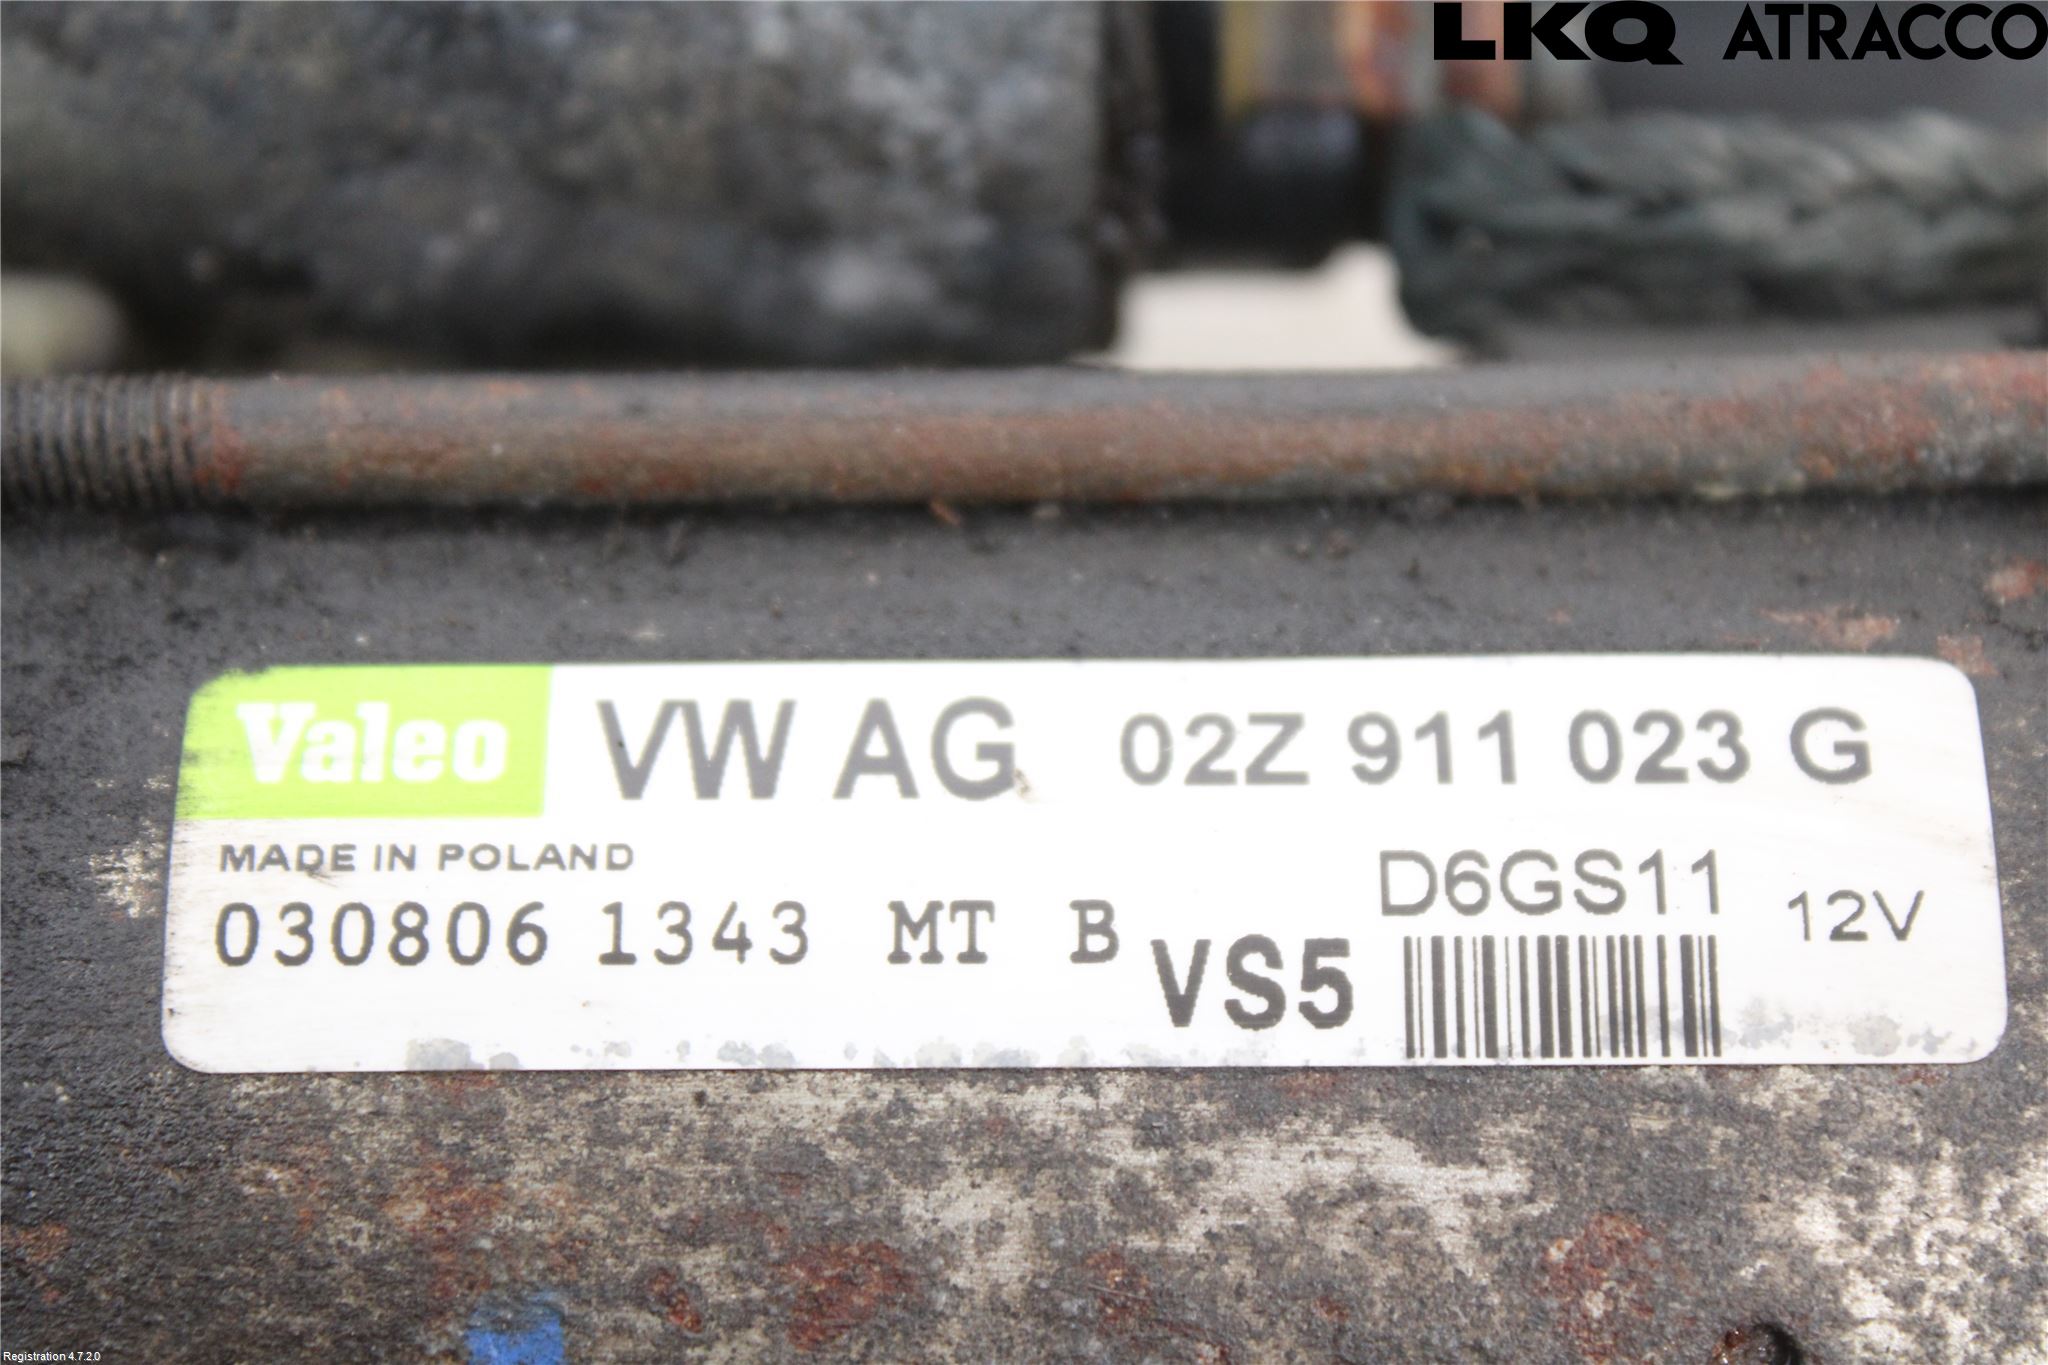 LKQ ATRACCO
Valeo VW AG 02Z 911 023 G
MADE IN POLAND
D6GS11
030806 1343 MT B VS5 12V
Registration 4.7.2.0